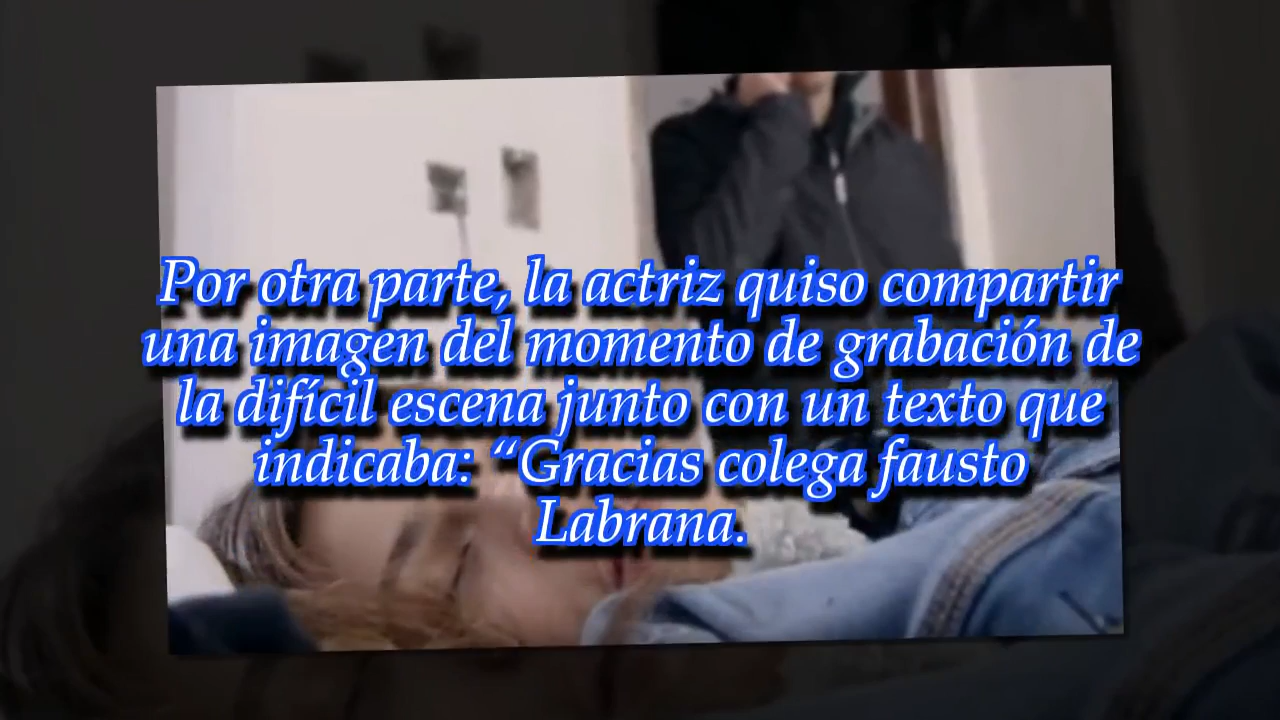 Por otra parte, la actriz quiso compartir
una imagen del momento de grabación de
la difícil escena junto con un texto que
indicaba: “Gracias colega fausto
Labrana.